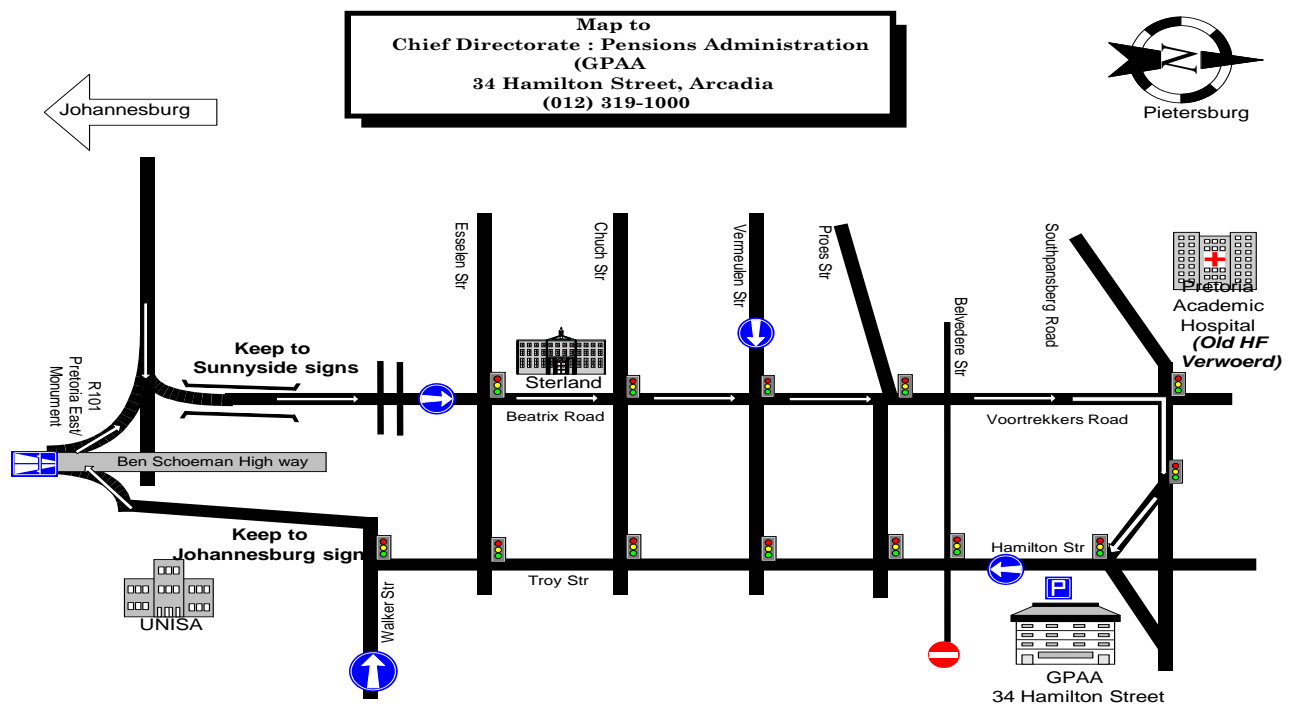 Map to
Chief Directorate : Pensions Administration
(GPAA
34 Hamilton Street, Arcadia
(012) 319-1000
N
Pietersburg
Johannesburg
Esselen Str
Chuch Str
Vermeulen Str
Proes Str
Belvedere Str
Southpansberg Road
Pretoria
Academic
Hospital
(Old HF
Verwoerd)
Keep to
Sunnyside signs
Sterland
Beatrix Road
Voortrekkers Road
R101
Pretoria East/
Monument
Ben Schoeman High way
Keep to
Johannesburg sign
Hamilton Str
Troy Str
Walker Str
UNISA
P
GPAA
34 Hamilton Street